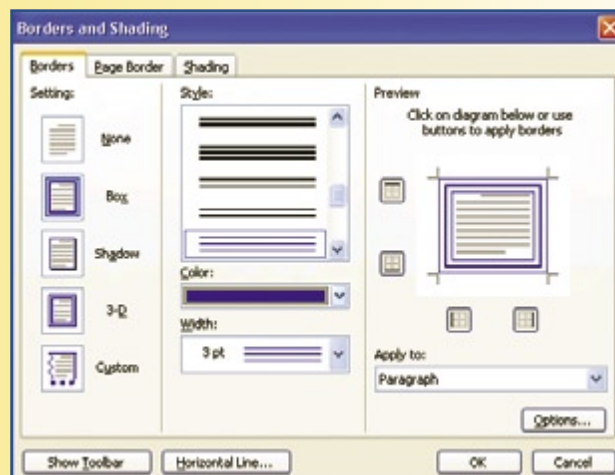 Borders and Shading
Borders
Page Border
Shading
Setting:
None
Box
Shadow
3-D
Custom
Style:
Color:
Width:
3 pt
Preview
Click on diagram below or use
buttons to apply borders
Apply to:
Paragraph
Options...
Show Toolbar
Horizontal Line...
OK
Cancel